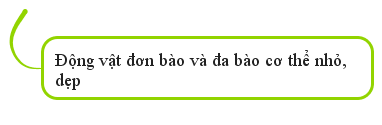 Động vật đơn bào và đa bào cơ thể nhỏ,
dẹp